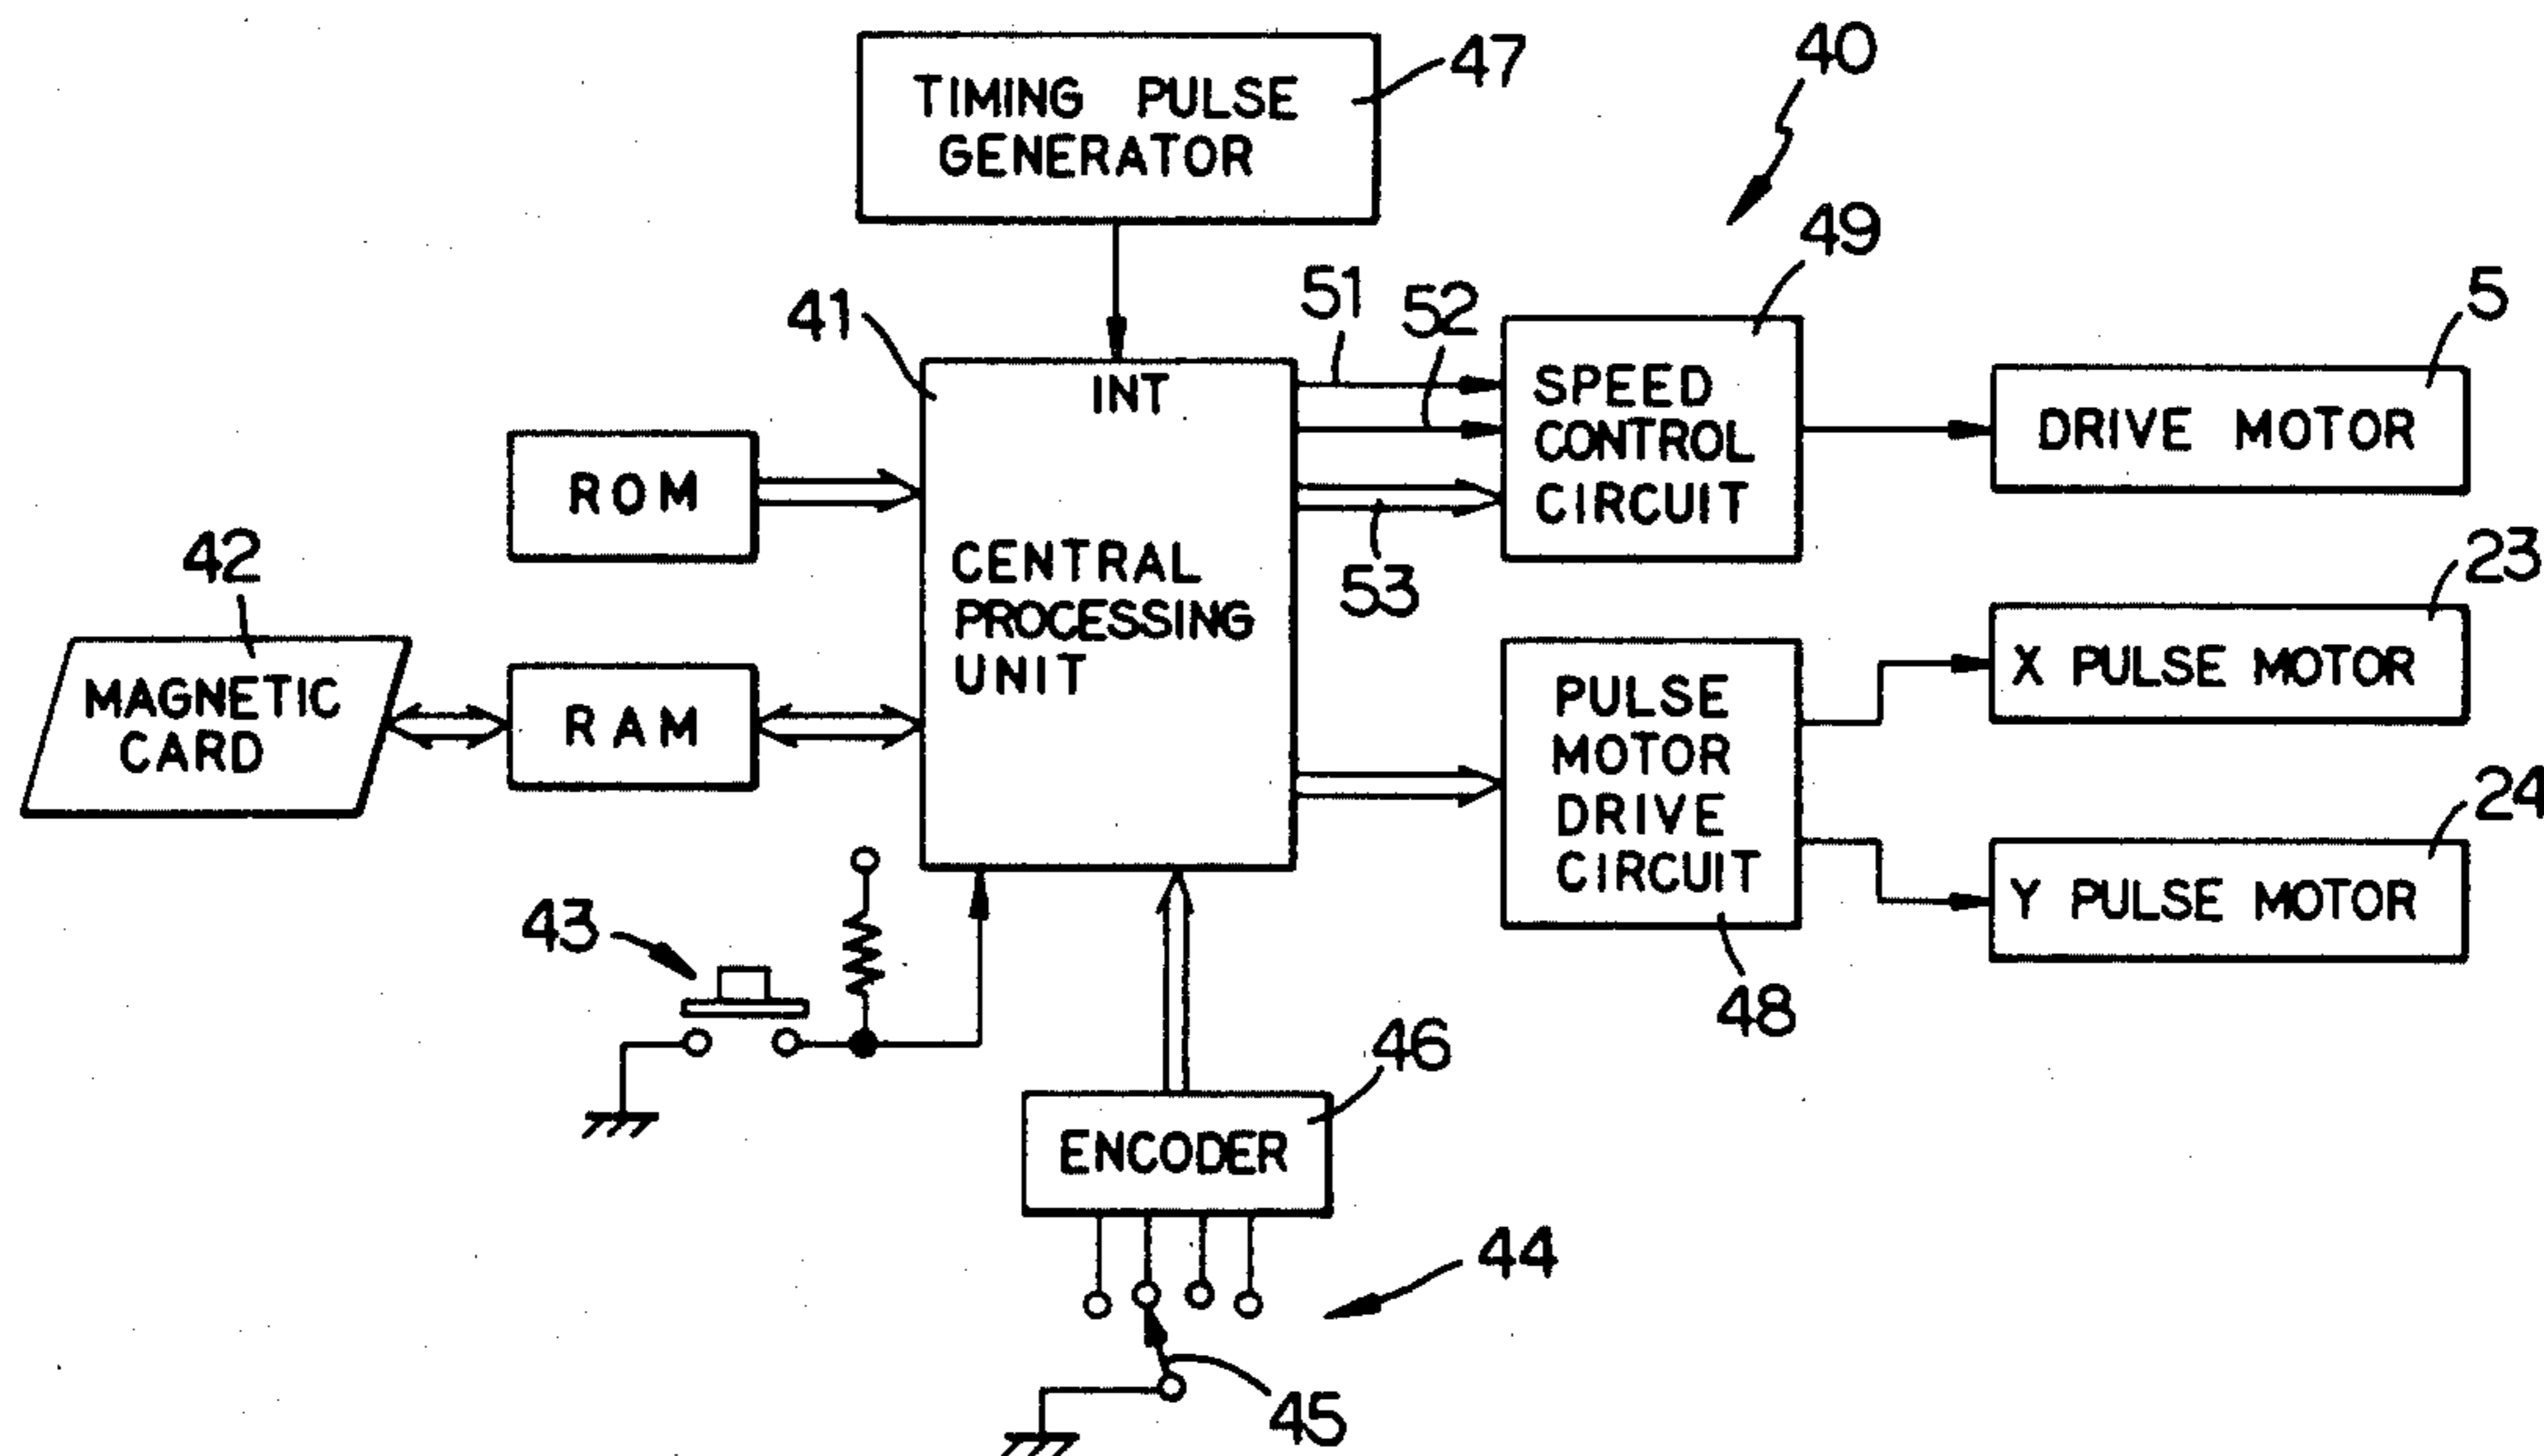 TIMING PULSE
GENERATOR
47
40
49
51
52
5
41
INT
SPEED
CONTROL
CIRCUIT
DRIVE MOTOR
ROM
53
42
CENTRAL
PROCESSING
UNIT
23
MAGNETIC
CARD
RAM
PULSE
MOTOR
DRIVE
CIRCUIT
X PULSE MOTOR
24
Y PULSE MOTOR
43
48
46
ENCODER
44
45